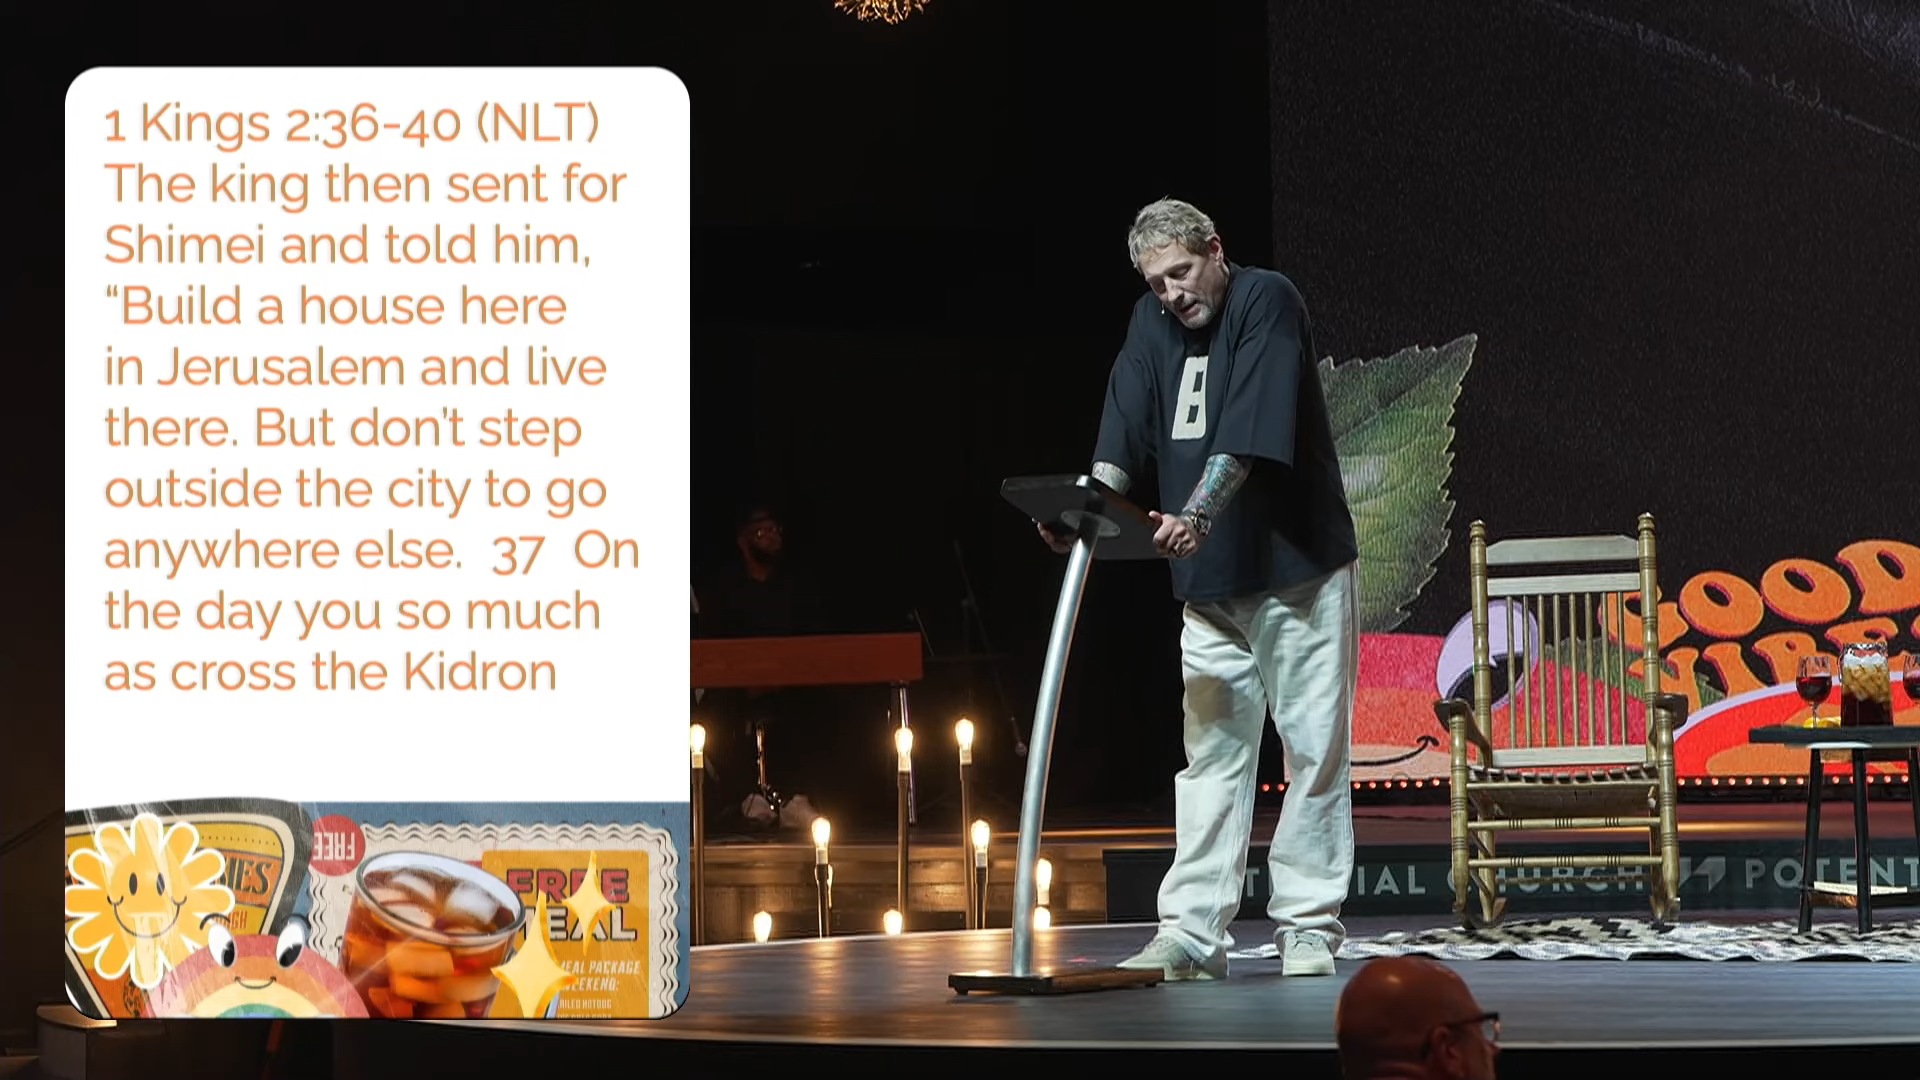 1 Kings 2:36-40 (NLT)
The king then sent for
Shimei and told him,
“Build a house here
in Jerusalem and live
there. But don’t step
outside the city to go
anywhere else.  37  On
the day you so much
as cross the Kidron
FREE
FREE
MEAL PACKAGE
WEEKEND:
B
GOOD
VIBES
CHURCH
POTENT